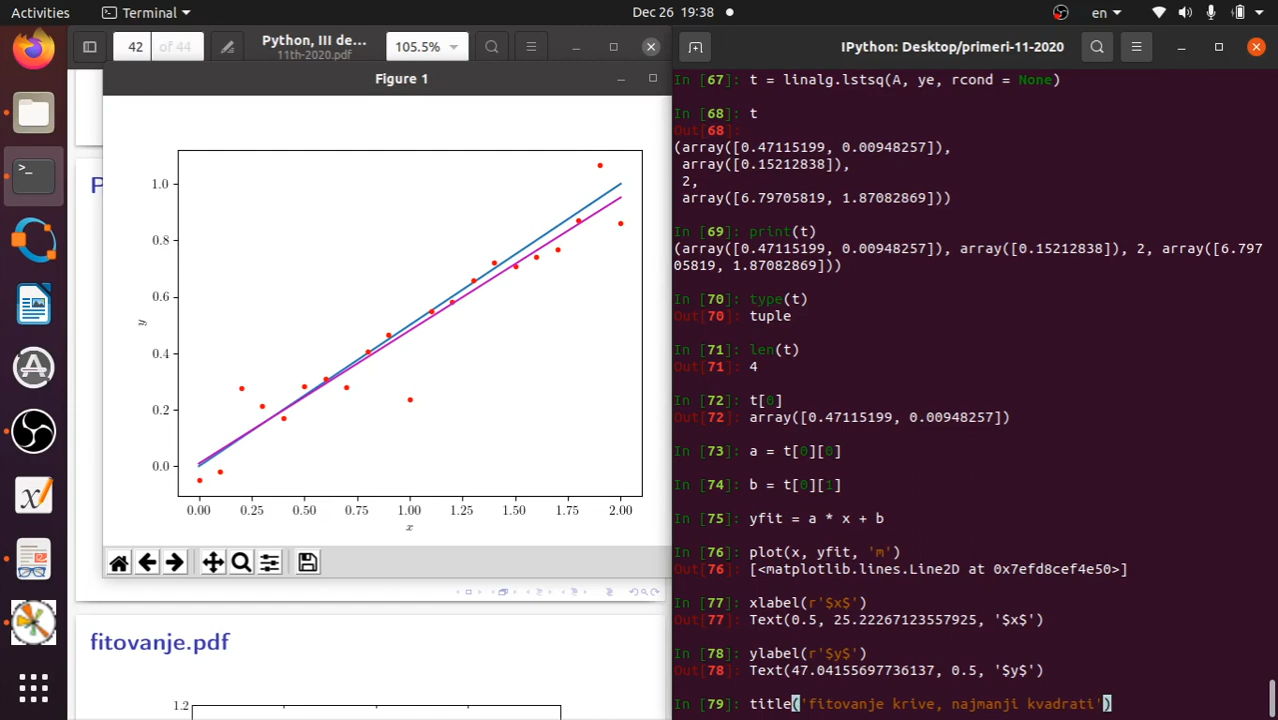 Activities
Terminal
Dec 26 19:38
en
42 of 44
Python, III de...
11th-2020.pdf
105.5%
IPython: Desktop/primeri-11-2020
Figure 1
P
1.0
0.8
0.6
0.4
0.2
0.0
y
0.00 0.25 0.50 0.75 1.00 1.25 1.50 1.75 2.00
x
fitovanje.pdf
1.2
In [67]: t = linalg.lstsq(A, ye, rcond = None)
In [68]: t
Out[68]:
(array([0.47115199, 0.00948257]),
array([0.15212838]),
2,
array([6.79705819, 1.87082869]))
In [69]: print(t)
(array([0.47115199, 0.00948257]), array([0.15212838]), 2, array([6.797
05819, 1.87082869]))
In [70]: type(t)
Out[70]: tuple
In [71]: len(t)
Out[71]: 4
In [72]: t[0]
Out[72]: array([0.47115199, 0.00948257])
In [73]: a = t[0][0]
In [74]: b = t[0][1]
In [75]: yfit = a * x + b
In [76]: plot(x, yfit, 'm')
Out[76]: [<matplotlib.lines.Line2D at 0x7efd8cef4e50>]
In [77]: xlabel(r'$x$')
Out[77]: Text(0.5, 25.22267123557925, '$x$')
In [78]: ylabel(r'$y$')
Out[78]: Text(47.04155697736137, 0.5, '$y$')
In [79]: title('fitovanje krive, najmanji kvadrati')